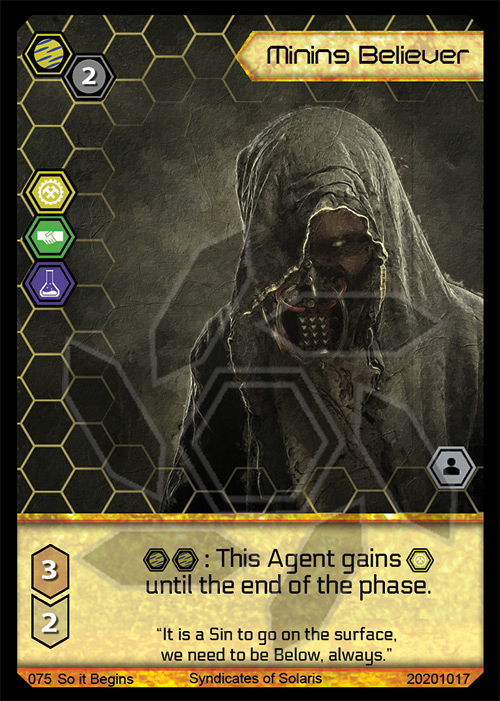 Mining Believer
2
3
: This Agent gains
until the end of the phase.
2
“It is a Sin to go on the surface,
we need to be Below, always.”
075 So it Begins
Syndicates of Solaris
20201017